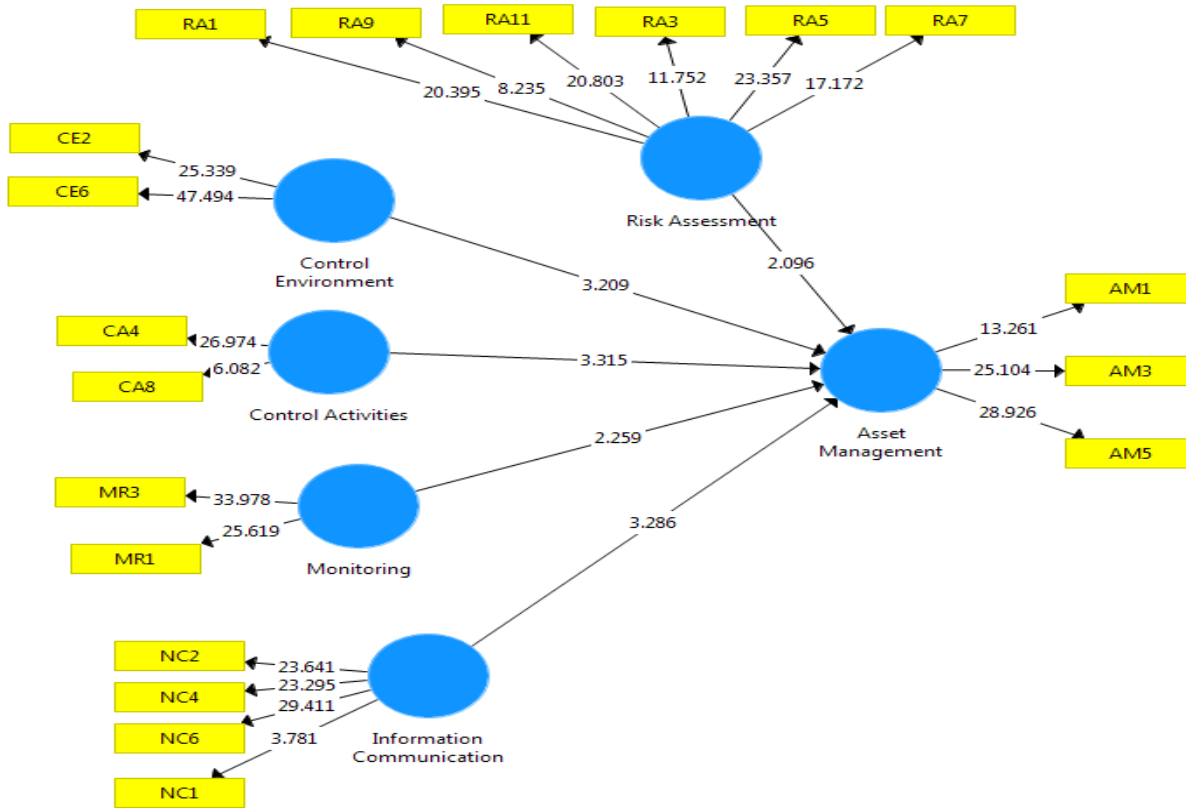 RA1
RA9
RA11
RA3
RA5
RA7
20.395
8.235
20.803
11.752
23.357
17.172
CE2
CE6
25.339
47.494
Control
Environment
Risk Assessment
2.096
3.209
CA4
CA8
26.974
6.082
Control Activities
3.315
AM1
AM3
AM5
13.261
25.104
28.926
Asset
Management
2.259
MR3
MR1
33.978
25.619
Monitoring
3.286
NC2
NC4
NC6
NC1
23.641
23.295
29.411
3.781
Information
Communication